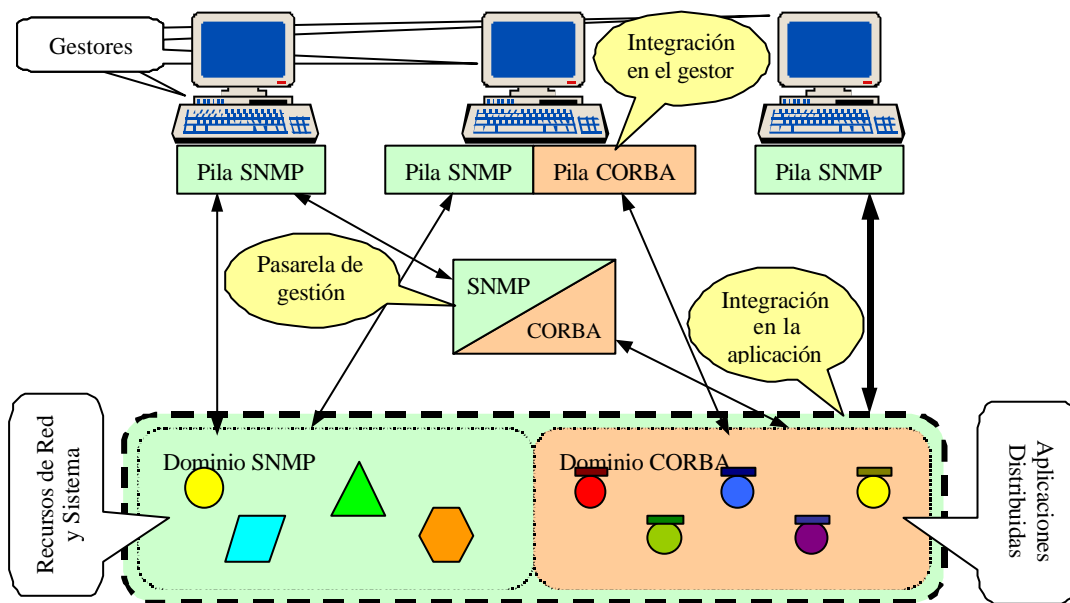 Gestores
Integración
en el gestor
Pila SNMP
Pila SNMP
Pila CORBA
Pila SNMP
Pasarela de
gestión
SNMP
CORBA
Integración
en la
aplicación
Recursos de Red
y Sistema
Dominio SNMP
Dominio CORBA
Aplicaciones
Distribuidas